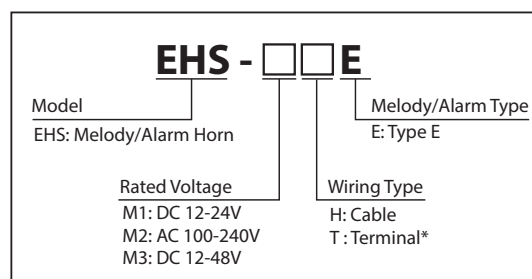 EHS - □□E
Model
EHS: Melody/Alarm Horn
Melody/Alarm Type
E: Type E
Rated Voltage
M1: DC 12-24V
M2: AC 100-240V
M3: DC 12-48V
Wiring Type
H: Cable
T : Terminal*